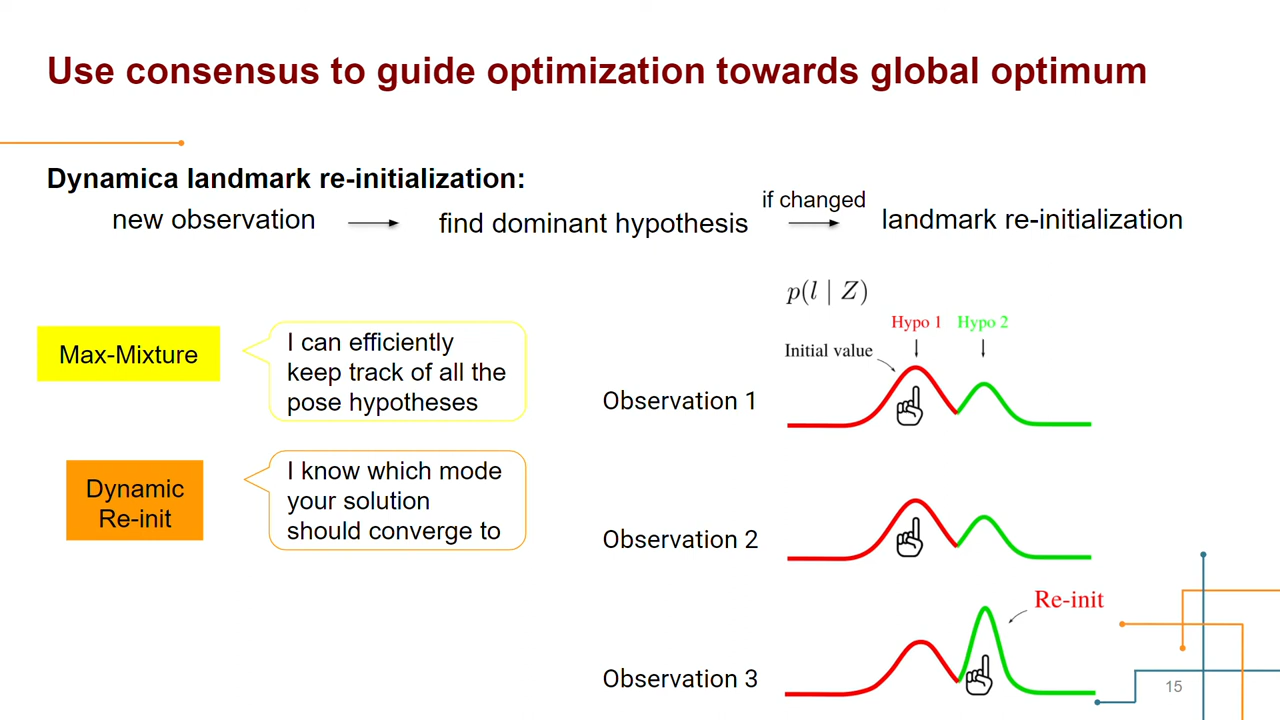 Use consensus to guide optimization towards global optimum
Dynamica landmark re-initialization:
new observation
find dominant hypothesis
if changed
landmark re-initialization
Max-Mixture
I can efficiently
keep track of all the
pose hypotheses
Dynamic
Re-init
I know which mode
your solution
should converge to
p(l | Z)
Hypo 1 Hypo 2
Initial value
Observation 1
Observation 2
Re-init
Observation 3
15